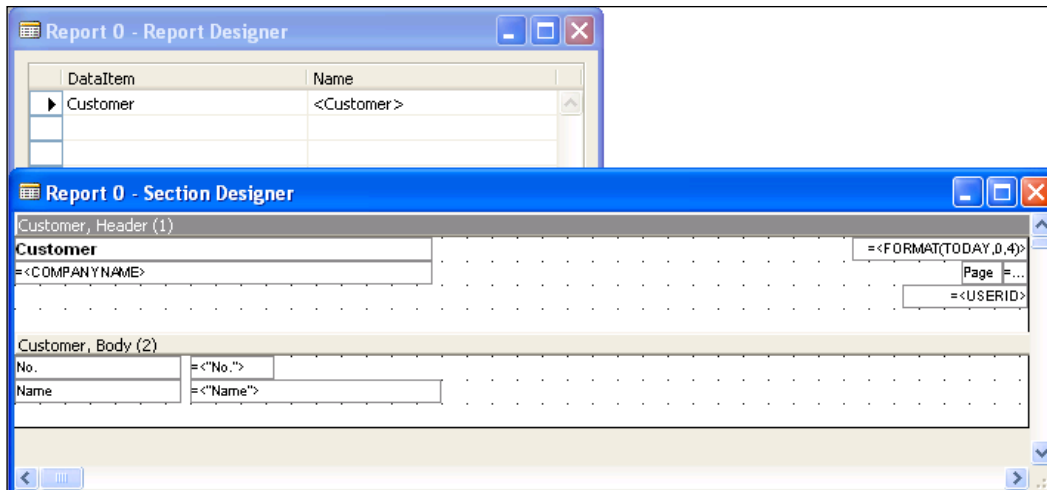 Report 0 - Report Designer
DataItem Name
Customer <Customer>
Report 0 - Section Designer
Customer, Header (1)
Customer =<FORMAT(TODAY,0,4)>
=<COMPANYNAME> Page =...
=<USERID>
Customer, Body (2)
No. =<"No.">
Name =<"Name">